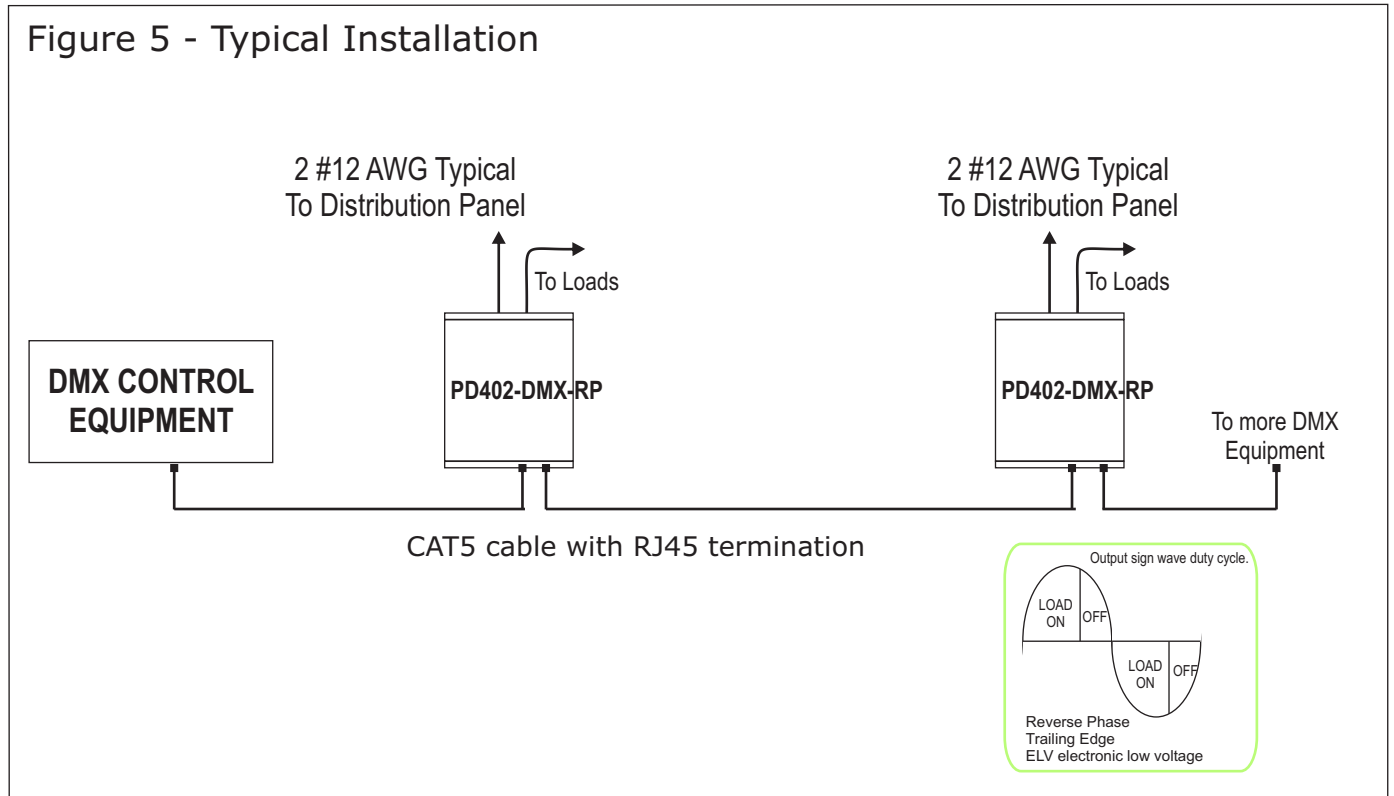 Figure 5 - Typical Installation
2 #12 AWG Typical
To Distribution Panel
To Loads
2 #12 AWG Typical
To Distribution Panel
To Loads
DMX CONTROL
EQUIPMENT
PD402-DMX-RP
PD402-DMX-RP
To more DMX
Equipment
CAT5 cable with RJ45 termination
Output sign wave duty cycle.
LOAD
ON
OFF
LOAD
ON
OFF
Reverse Phase
Trailing Edge
ELV electronic low voltage